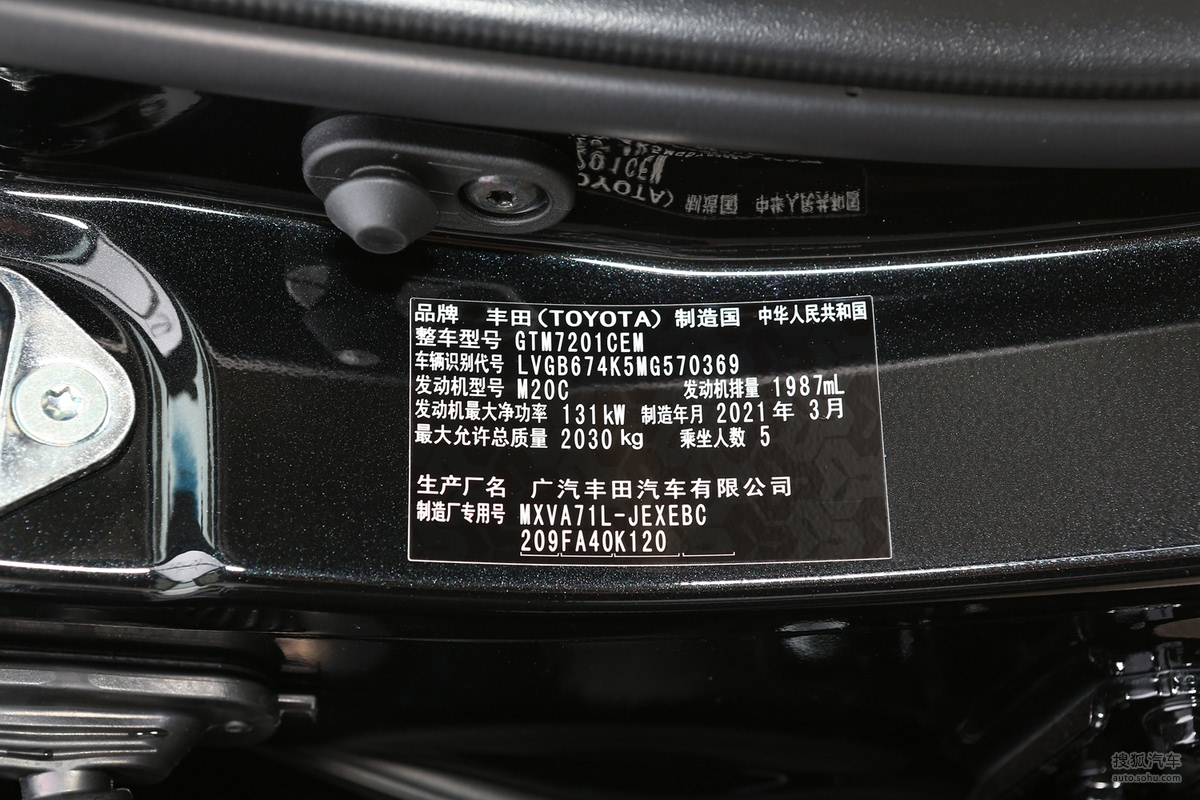 品牌 丰田(TOYOTA) 制造国 中华人民共和国
整车型号 GTM7201CEM
车辆识别代号 LVGB674K5MG570369
发动机型号 M20C 发动机排量 1987mL
发动机最大净功率 131kW 制造年月 2021年 3月
最大允许总质量 2030kg 乘坐人数 5
生产厂名 广汽丰田汽车有限公司
制造厂专用号 MXVA71L-JEXEBC
209FA40K120
搜狐汽车
auto.sohu.com